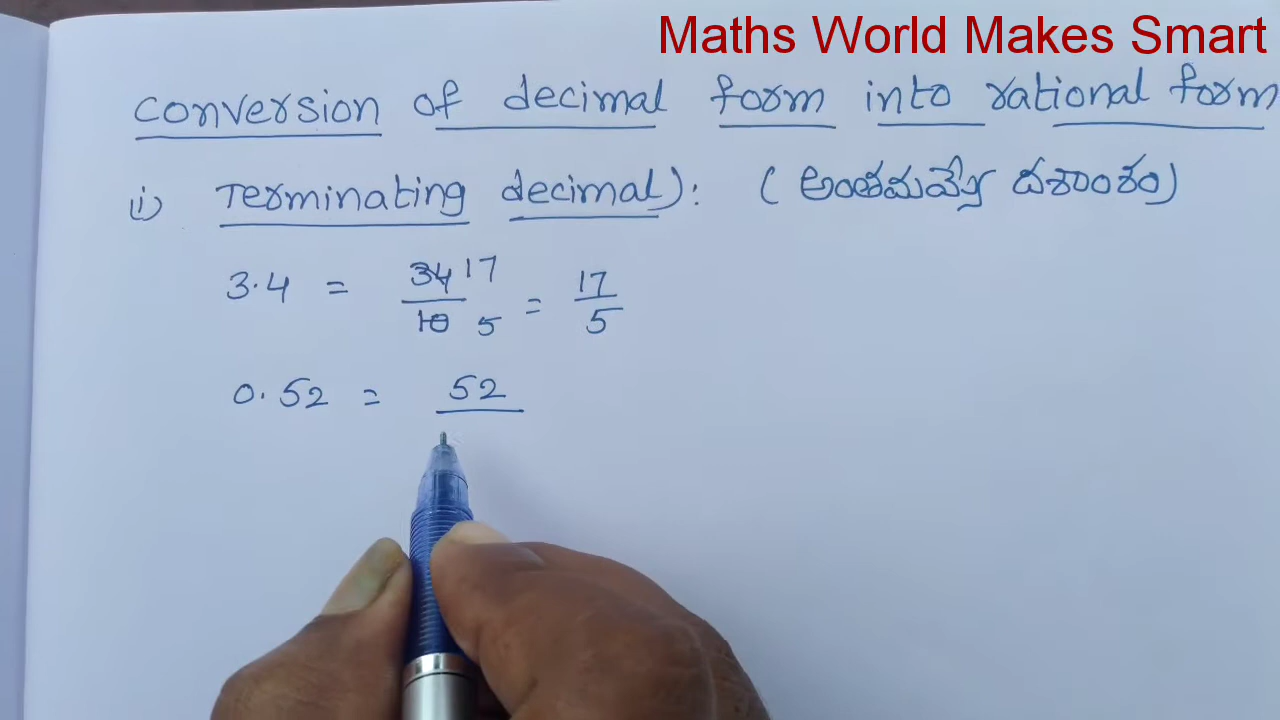 Maths World Makes Smart
conversion of decimal form into rational form
i) Terminating decimal): (అంతమయ్యే దశాంశం)
3.4 = 34/10 17/5 = 17/5
0.52 = 52